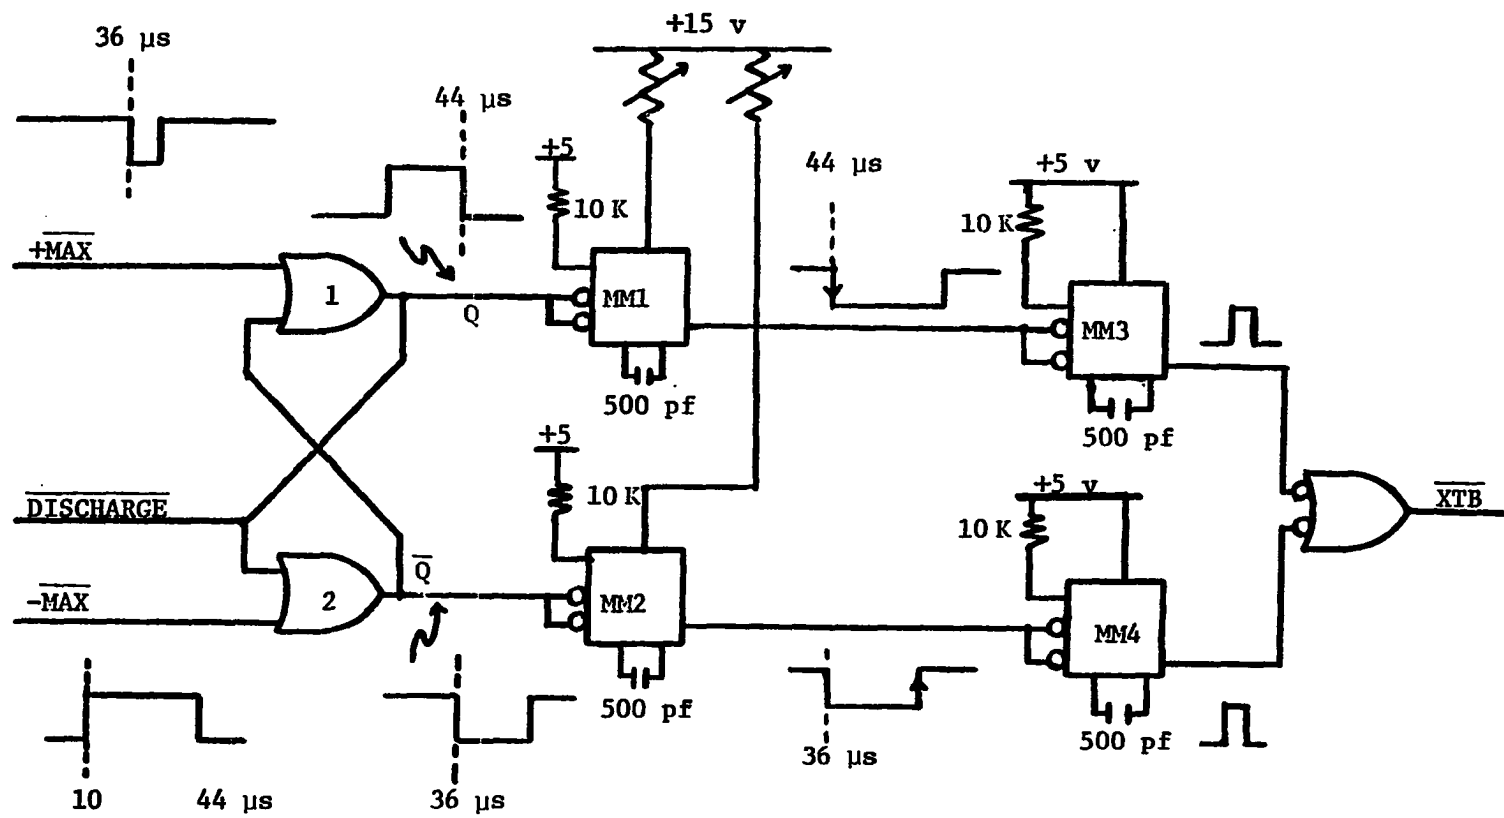 +15 v
36 µs
44 µs
+5
10 K
44 µs
+5 v
10 K
+MAX
1
Q
MM1
500 pf
MM3
500 pf
+5
10 K
+5 v
10 K
DISCHARGE
XTB
-MAX
2
Q
MM2
500 pf
MM4
500 pf
36 µs
10
44 µs
36 µs